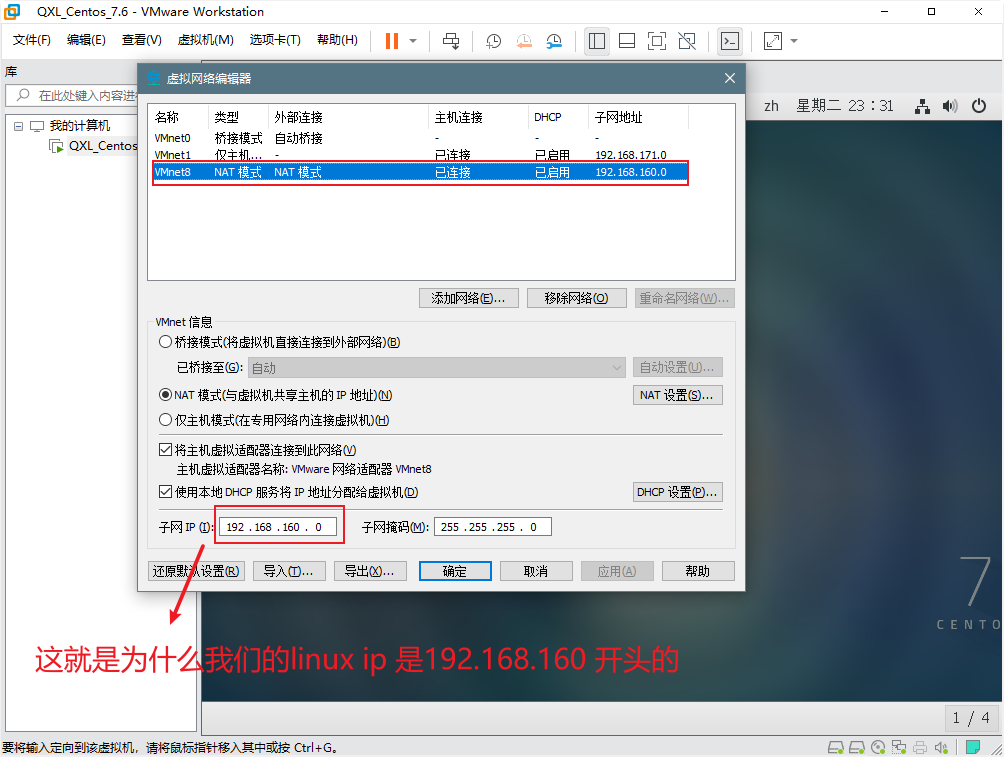 QXL_Centos_7.6 - VMware Workstation
文件(F) 编辑(E) 查看(V) 虚拟机(M) 选项卡(T) 帮助(H)
库
在此处键入内容进
我的计算机
QXL_Centos
zh 星期二 23:31
虚拟网络编辑器
名称 类型 外部连接 主机连接 DHCP 子网地址
VMnet0 桥接模式 自动桥接 - - -
VMnet1 仅主机... - 已连接 已启用 192.168.171.0
VMnet8 NAT 模式 NAT 模式 已连接 已启用 192.168.160.0
添加网络(E)... 移除网络(O) 重命名网络(W)...
VMnet 信息
桥接模式(将虚拟机直接连接到外部网络)(B)
已桥接至(G): 自动 自动设置(U)...
NAT 模式(与虚拟机共享主机的 IP 地址)(N) NAT 设置(S)...
仅主机模式(在专用网络内连接虚拟机)(H)
将主机虚拟适配器连接到此网络(V)
主机虚拟适配器名称: VMware 网络适配器 VMnet8
使用本地 DHCP 服务将 IP 地址分配给虚拟机(D) DHCP 设置(P)...
子网 IP (I): 192 .168 .160 . 0 子网掩码(M): 255 .255 .255 . 0
还原默认设置(R) 导入(T)... 导出(X)... 确定 取消 应用(A) 帮助
7
CENTO
这就是为什么我们的linux ip 是192.168.160 开头的
1 / 4
要将输入定向到该虚拟机，请将鼠标指针移入其中或按 Ctrl+G。